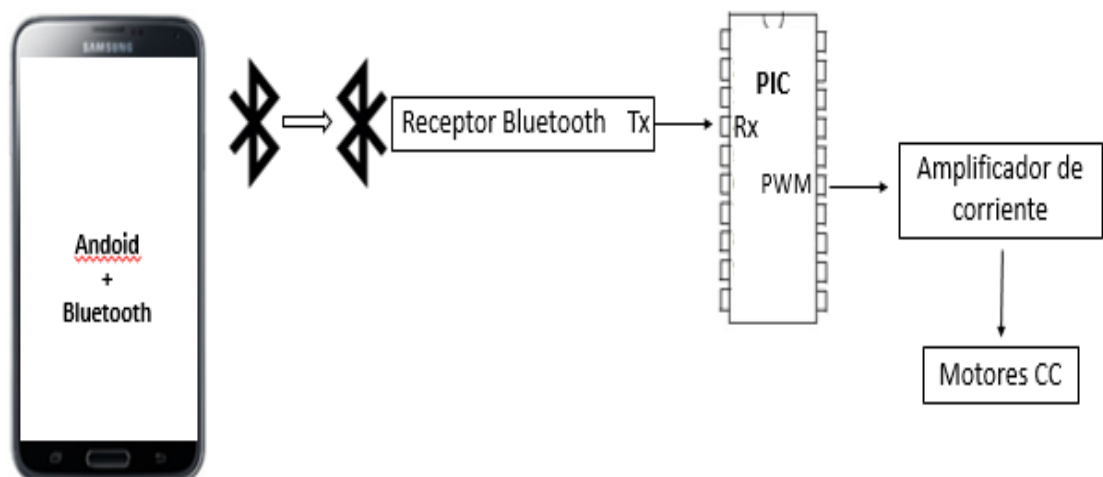 SAMSUNG
Andoid
+
Bluetooth
Receptor Bluetooth Tx
PIC
Rx
PWM
Amplificador de
corriente
Motores CC